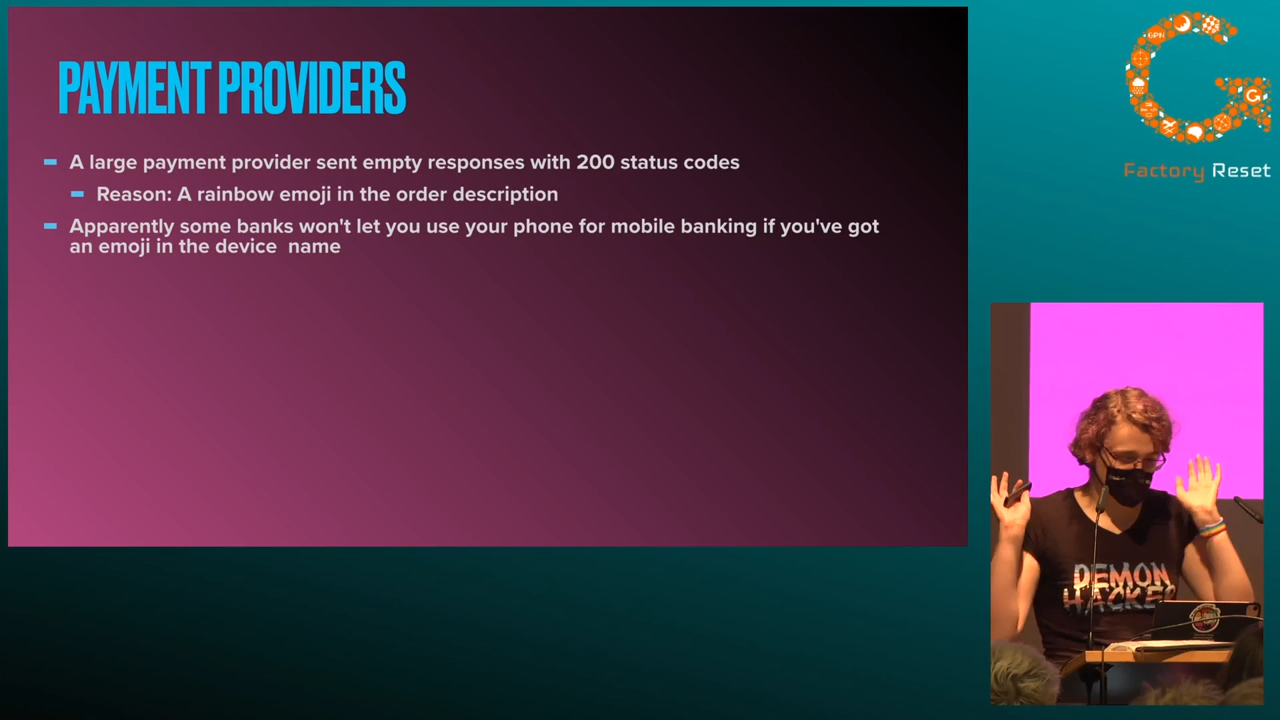 PAYMENT PROVIDERS
A large payment provider sent empty responses with 200 status codes
Reason: A rainbow emoji in the order description
Apparently some banks won't let you use your phone for mobile banking if you've got
an emoji in the device  name
GPN
Factory Reset
DEMON
HACKER